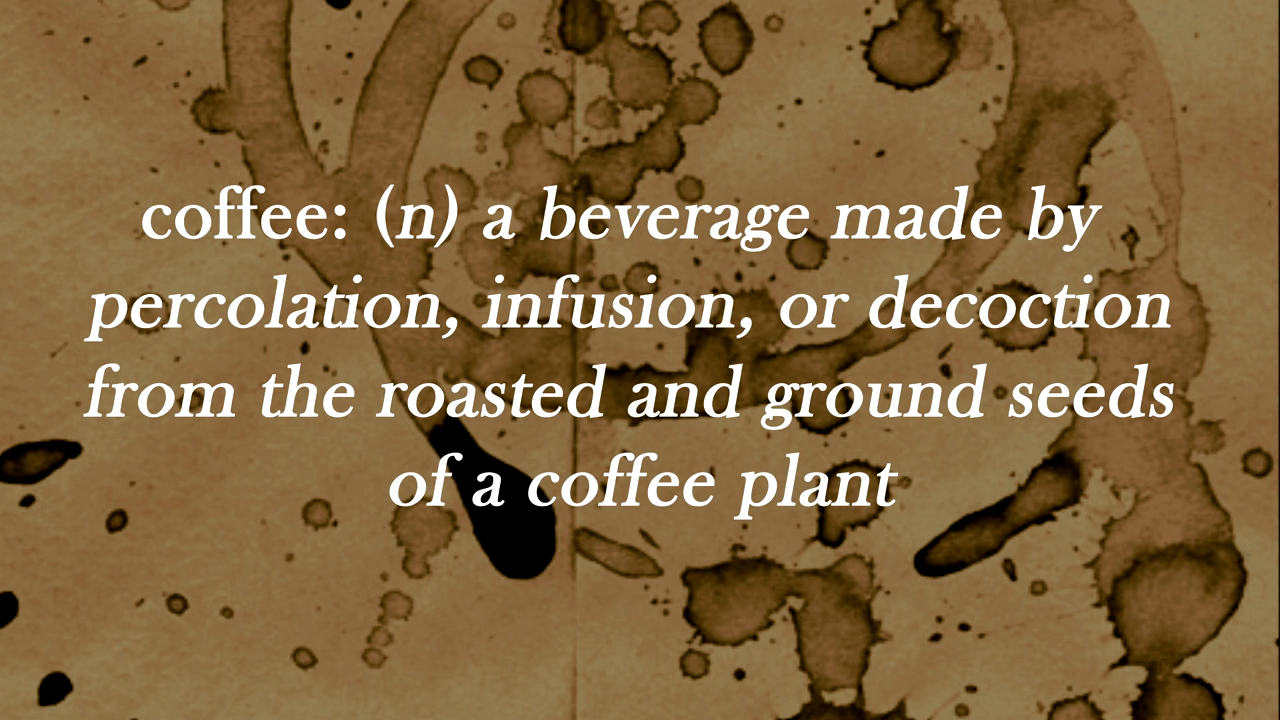 coffee: (n) a beverage made by
percolation, infusion, or decoction
from the roasted and ground seeds
of a coffee plant